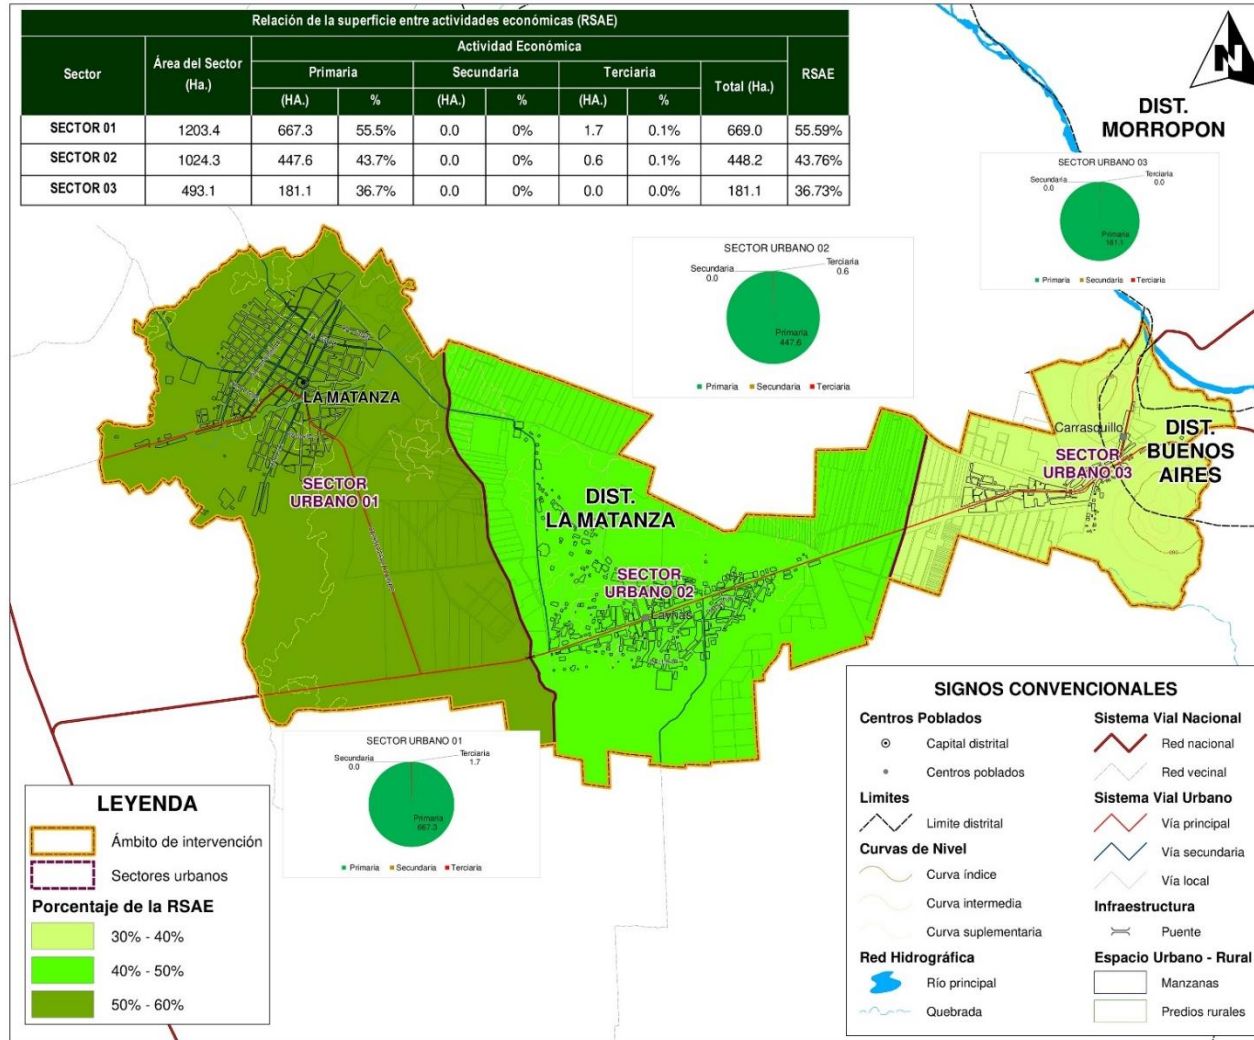 Relación de la superficie entre actividades económicas (RSAE)
Sector
Área del Sector (Ha.)
Actividad Económica
RSAE
Primaria
Secundaria
Terciaria
Total (Ha.)
(HA.) % (HA.) % (HA.) %
SECTOR 01 1203.4 667.3 55.5% 0.0 0% 1.7 0.1% 669.0 55.59%
SECTOR 02 1024.3 447.6 43.7% 0.0 0% 0.6 0.1% 448.2 43.76%
SECTOR 03 493.1 181.1 36.7% 0.0 0% 0.0 0.0% 181.1 36.73%
N
DIST.
MORROPON
SECTOR URBANO 03
Secundaria
0.0
Terciaria
0.0
Primaria
181.1
Primaria Secundaria Terciaria
SECTOR URBANO 02
Secundaria
0.0
Terciaria
0.6
Primaria
447.6
Primaria Secundaria Terciaria
LA MATANZA
SECTOR
URBANO 01
DIST.
LA MATANZA
SECTOR
URBANO 02
Laynas
Carrasquillo
SECTOR
URBANO 03
DIST.
BUENOS
AIRES
SECTOR URBANO 01
Secundaria
0.0
Terciaria
1.7
Primaria
667.3
Primaria Secundaria Terciaria
LEYENDA
Ámbito de intervención
Sectores urbanos
Porcentaje de la RSAE
30% - 40%
40% - 50%
50% - 60%
SIGNOS CONVENCIONALES
Centros Poblados
Capital distrital
Centros poblados
Limites
Limite distrital
Curvas de Nivel
Curva índice
Curva intermedia
Curva suplementaria
Red Hidrográfica
Río principal
Quebrada
Sistema Vial Nacional
Red nacional
Red vecinal
Sistema Vial Urbano
Vía principal
Vía secundaria
Vía local
Infraestructura
Puente
Espacio Urbano - Rural
Manzanas
Predios rurales